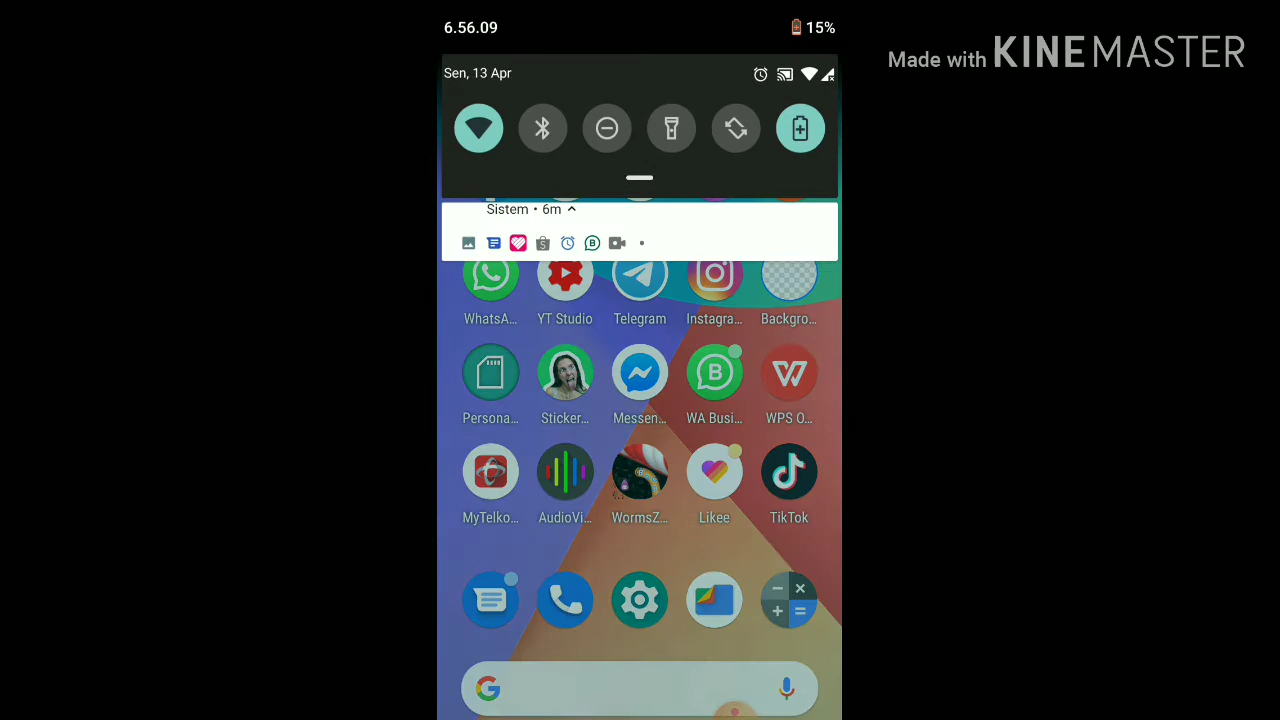 6.56.09 15%
Made with KINEMASTER
Sen, 13 Apr
Sistem • 6m
WhatsA... YT Studio Telegram Instagra... Backgro...
Persona... Sticker... Messen... WA Busi... WPS O...
MyTelko... AudioVi... WormsZ... Likee TikTok